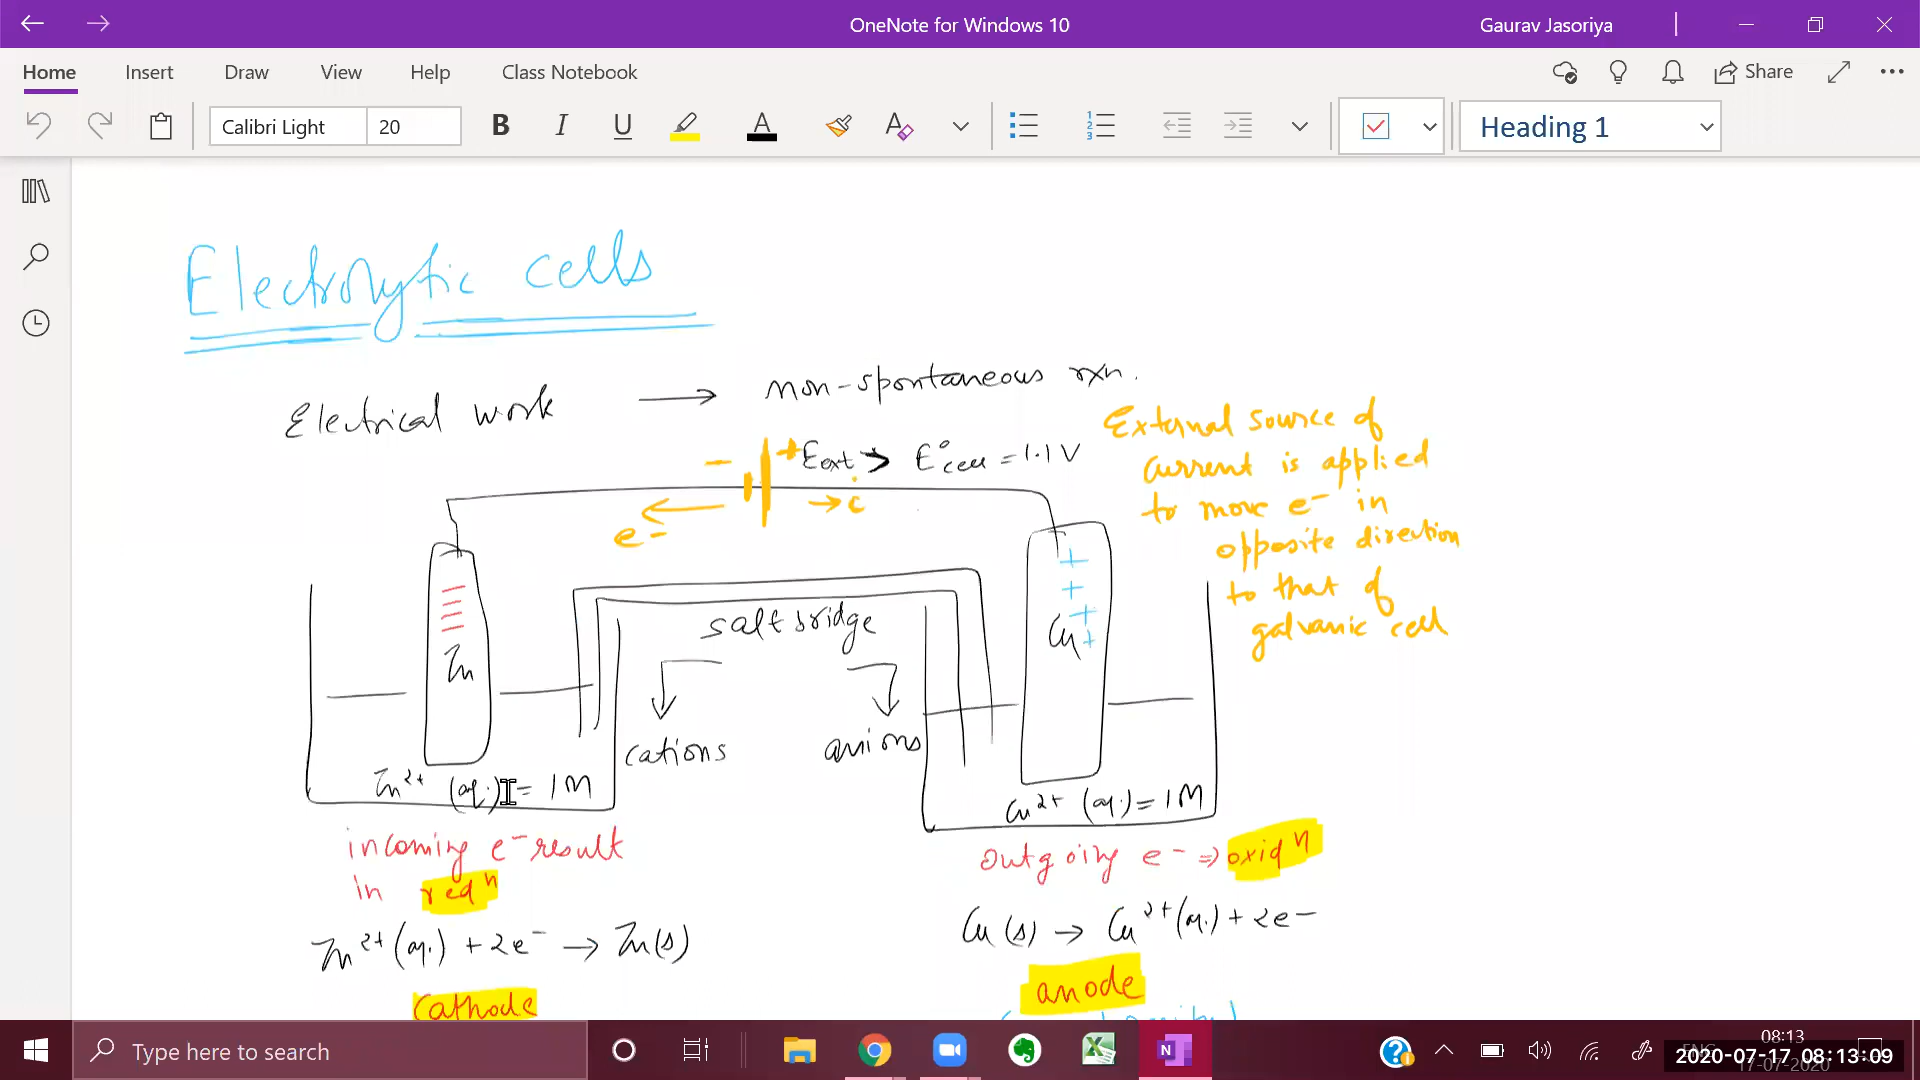 OneNote for Windows 10
Gaurav Jasoriya
Home Insert Draw View Help Class Notebook
Share
Calibri Light 20 B I U A
Heading 1
Electrolytic cells
Electrical work → non-spontaneous rxn.
External source of
current is applied
to move e- in
opposite direction
to that of
galvanic cell
- + Eext > E°cell = 1.1 V
e- ← → i
Zn
Cu
salt bridge
cations
anions
Zn2+ (aq.) = 1M
Cu2+ (aq.) = 1M
incoming e- result
in redn
Zn2+ (aq.) + 2e- → Zn(s)
Cathode
Outgoing e- ⇒ oxidn
Cu (s) → Cu2+ (aq.) + 2e-
anode
Type here to search
08:13
2020-07-17 08:13:09
17-07-2020